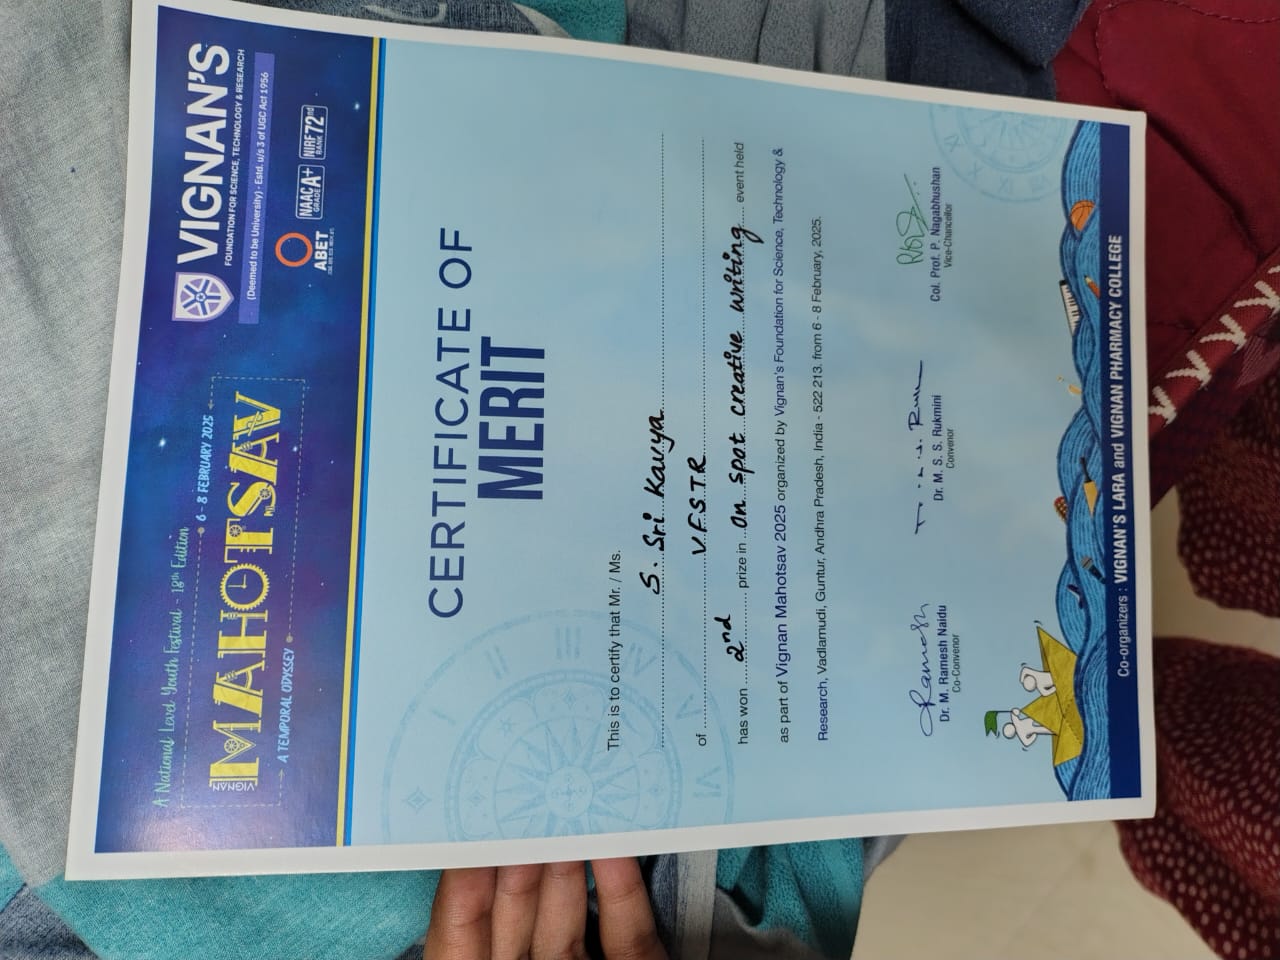 A National Level Youth Festival - 18th Edition
6 - 8 FEBRUARY 2025
VIGNAN
MAHOTSAV
A TEMPORAL ODYSSEY
VIGNAN'S
FOUNDATION FOR SCIENCE, TECHNOLOGY & RESEARCH
(Deemed to be University) - Estd. u/s 3 of UGC Act 1956
ABET
NAAC GRADE A+
NIRF RANK 72nd
CERTIFICATE OF
MERIT
This is to certify that Mr. / Ms.
S. Sri Kavya
of VFSTR
has won 2nd prize in On spot creative writing event held
as part of Vignan Mahotsav 2025 organized by Vignan's Foundation for Science, Technology &
Research, Vadlamudi, Guntur, Andhra Pradesh, India - 522 213. from 6 - 8 February, 2025.
Ramesh
Dr. M. Ramesh Naidu
Co-Convenor
Dr. M. S. S. Rukmini
Convenor
Col. Prof. P. Nagabhushan
Vice-Chancellor
Co-organizers : VIGNAN'S LARA and VIGNAN PHARMACY COLLEGE